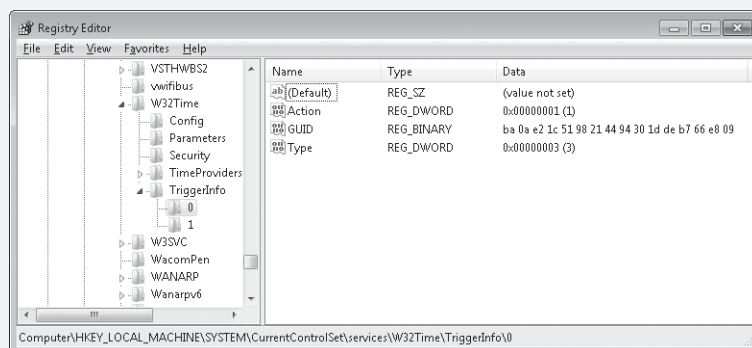 Registry Editor
File Edit View Favorites Help
VSTHWBS2
vwifibus
W32Time
Config
Parameters
Security
TimeProviders
TriggerInfo
0
1
W3SVC
WacomPen
WANARP
Wanarpv6
Name Type Data
(Default) REG_SZ (value not set)
Action REG_DWORD 0x00000001 (1)
GUID REG_BINARY ba 0a e2 1c 51 98 21 44 94 30 1d de b7 66 e8 09
Type REG_DWORD 0x00000003 (3)
Computer\HKEY_LOCAL_MACHINE\SYSTEM\CurrentControlSet\services\W32Time\TriggerInfo\0